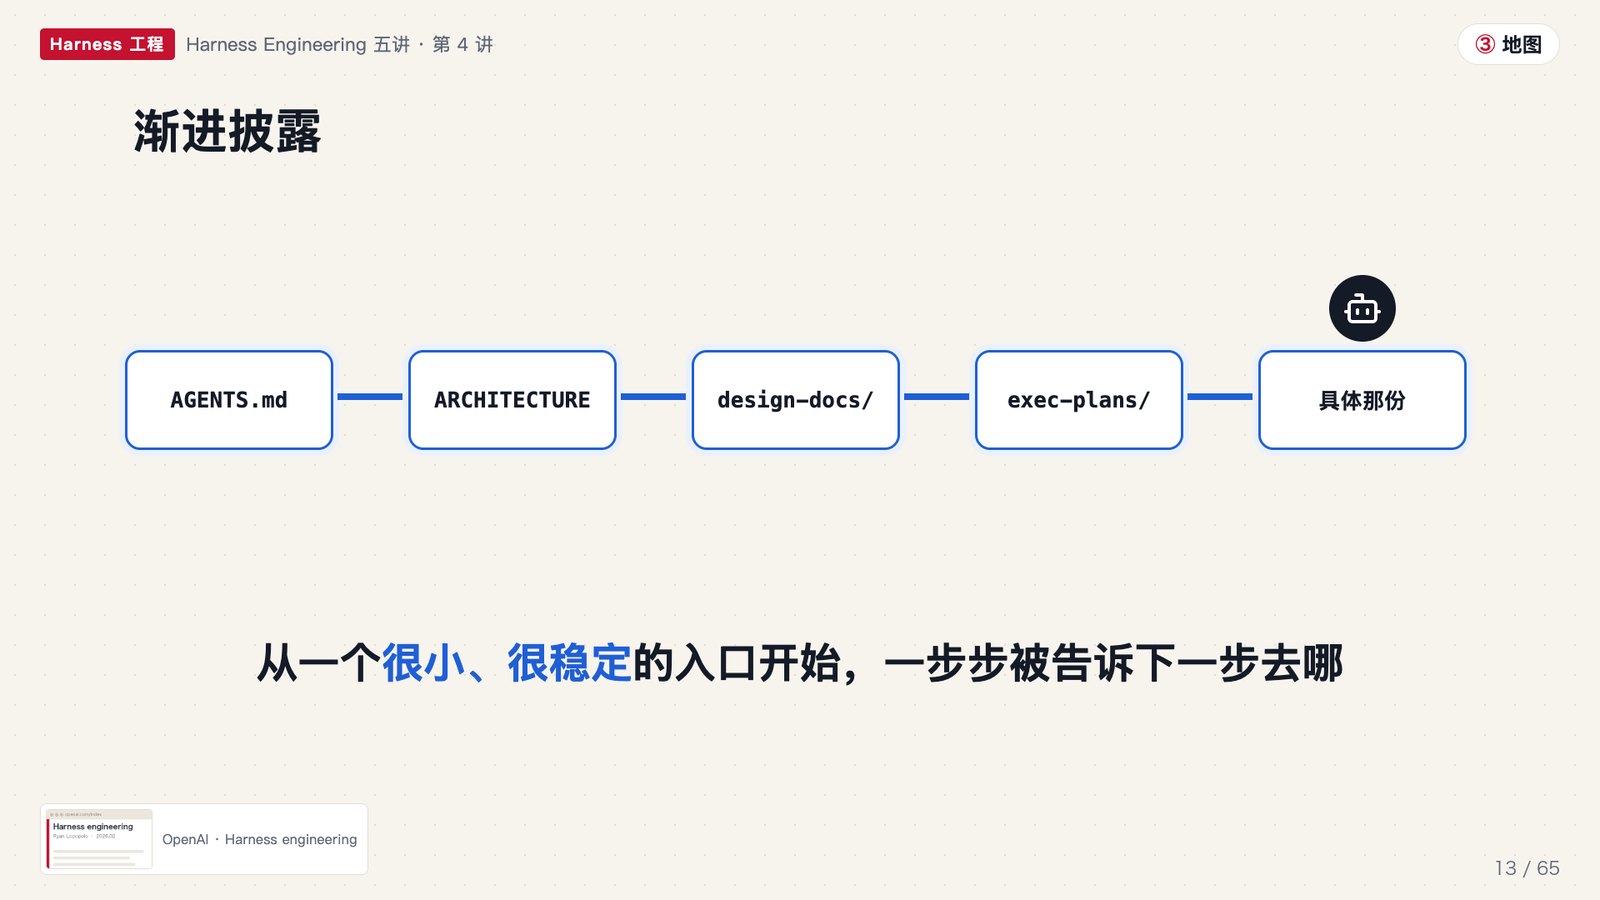 Harness 工程
Harness Engineering 五讲 · 第 4 讲
③ 地图
渐进披露
AGENTS.md
ARCHITECTURE
design-docs/
exec-plans/
具体那份
从一个很小、很稳定的入口开始，一步步被告诉下一步去哪
Harness engineering
OpenAI · Harness engineering
13 / 65